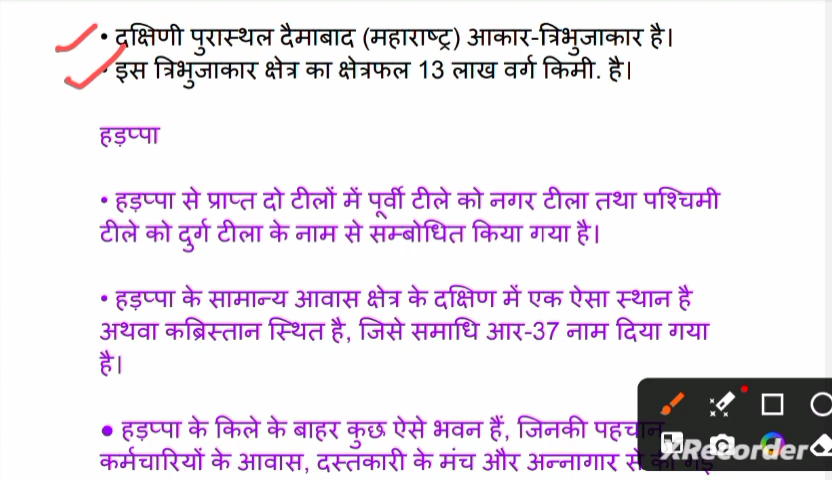 • दक्षिणी पुरास्थल दैमाबाद (महाराष्ट्र) आकार-त्रिभुजाकार है।
• इस त्रिभुजाकार क्षेत्र का क्षेत्रफल 13 लाख वर्ग किमी. है।
हड़प्पा
• हड़प्पा से प्राप्त दो टीलों में पूर्वी टीले को नगर टीला तथा पश्चिमी
टीले को दुर्ग टीला के नाम से सम्बोधित किया गया है।
• हड़प्पा के सामान्य आवास क्षेत्र के दक्षिण में एक ऐसा स्थान है
अथवा कब्रिस्तान स्थित है, जिसे समाधि आर-37 नाम दिया गया
है।
● हड़प्पा के किले के बाहर कुछ ऐसे भवन हैं, जिनकी पहचान
कर्मचारियों के आवास, दस्तकारी के मंच और अन्नागार से की गई
XRecorder